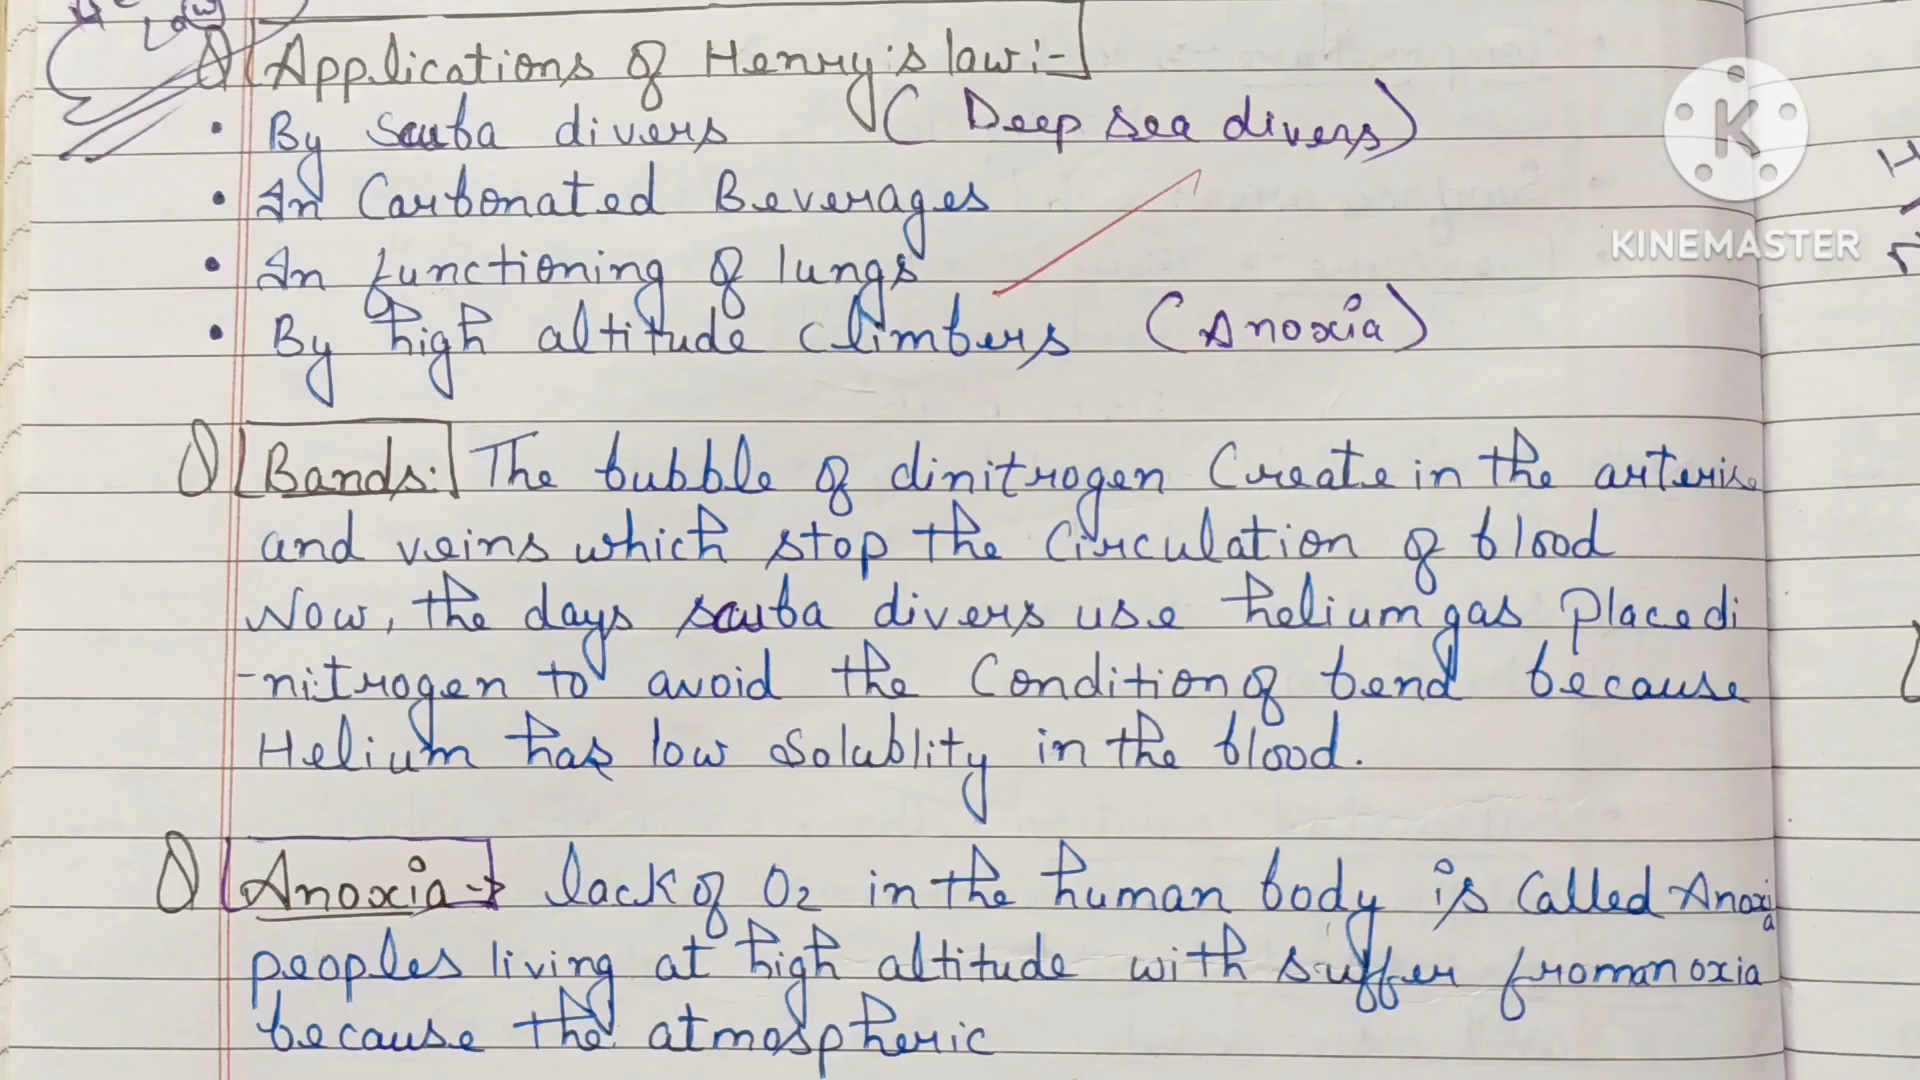 Applications of Henry's law:-
• By Scuba divers (Deep sea divers)
• In Carbonated Beverages
• In functioning of lungs
• By high altitude climbers (Anoxia)
KINEMASTER
Bands: The bubble of dinitrogen Create in the arteris
and veins which stop the Circulation of blood
Now, the days scuba divers use helium gas place di
-nitrogen to avoid the Condition of bend because
Helium has low Solublity in the blood.
Anoxia → lack of O2 in the human body is Called Anoxia
peoples living at high altitude with suffer from anoxia
because the atmospheric